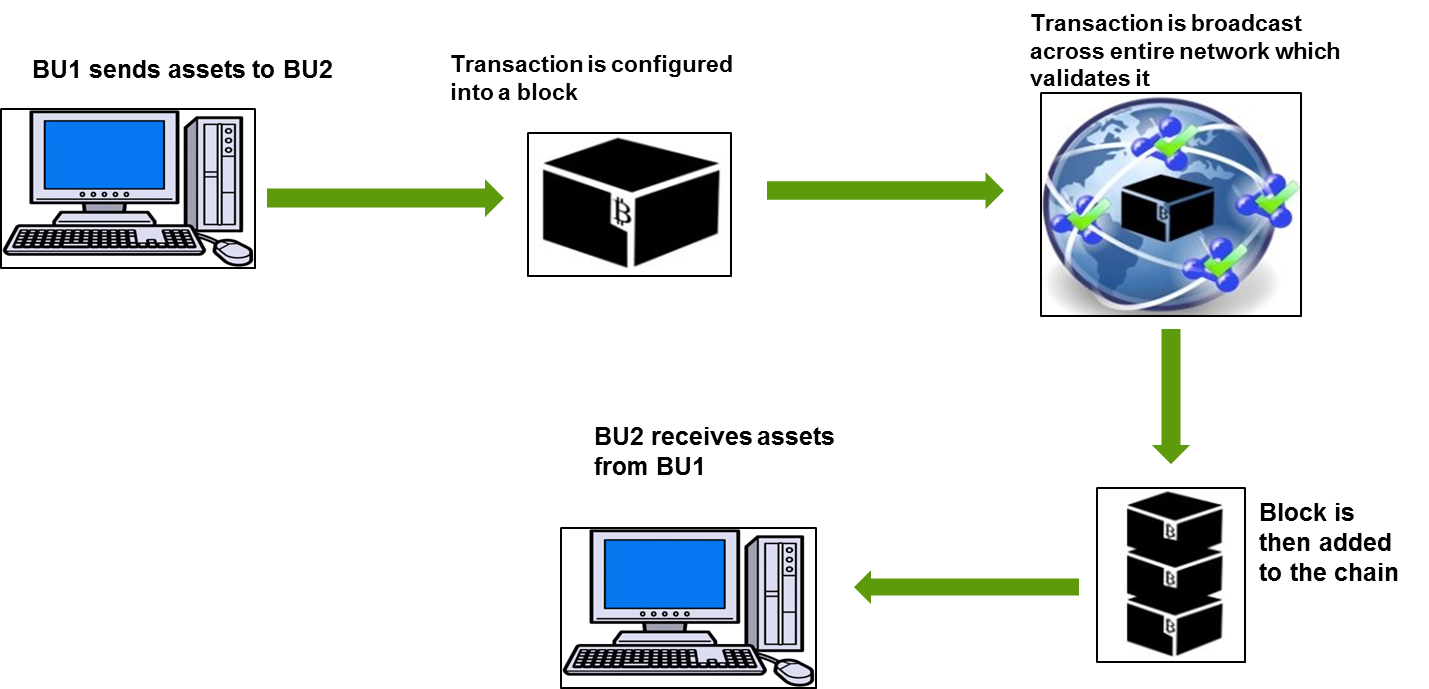 BU1 sends assets to BU2
Transaction is configured
into a block
Transaction is broadcast
across entire network which
validates it
BU2 receives assets
from BU1
Block is
then added
to the chain